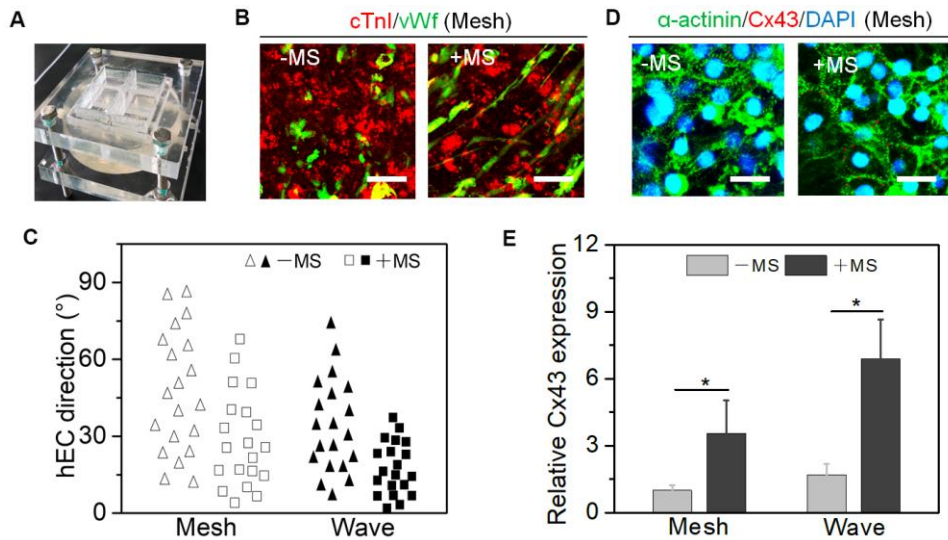 A
B
cTnI/vWf (Mesh)
-MS
+MS
D
α-actinin/Cx43/DAPI (Mesh)
-MS
+MS
C
hEC direction (°)
90
60
30
0
－MS
＋MS
Mesh
Wave
E
Relative Cx43 expression
12
9
6
3
0
－MS
＋MS
*
*
Mesh
Wave